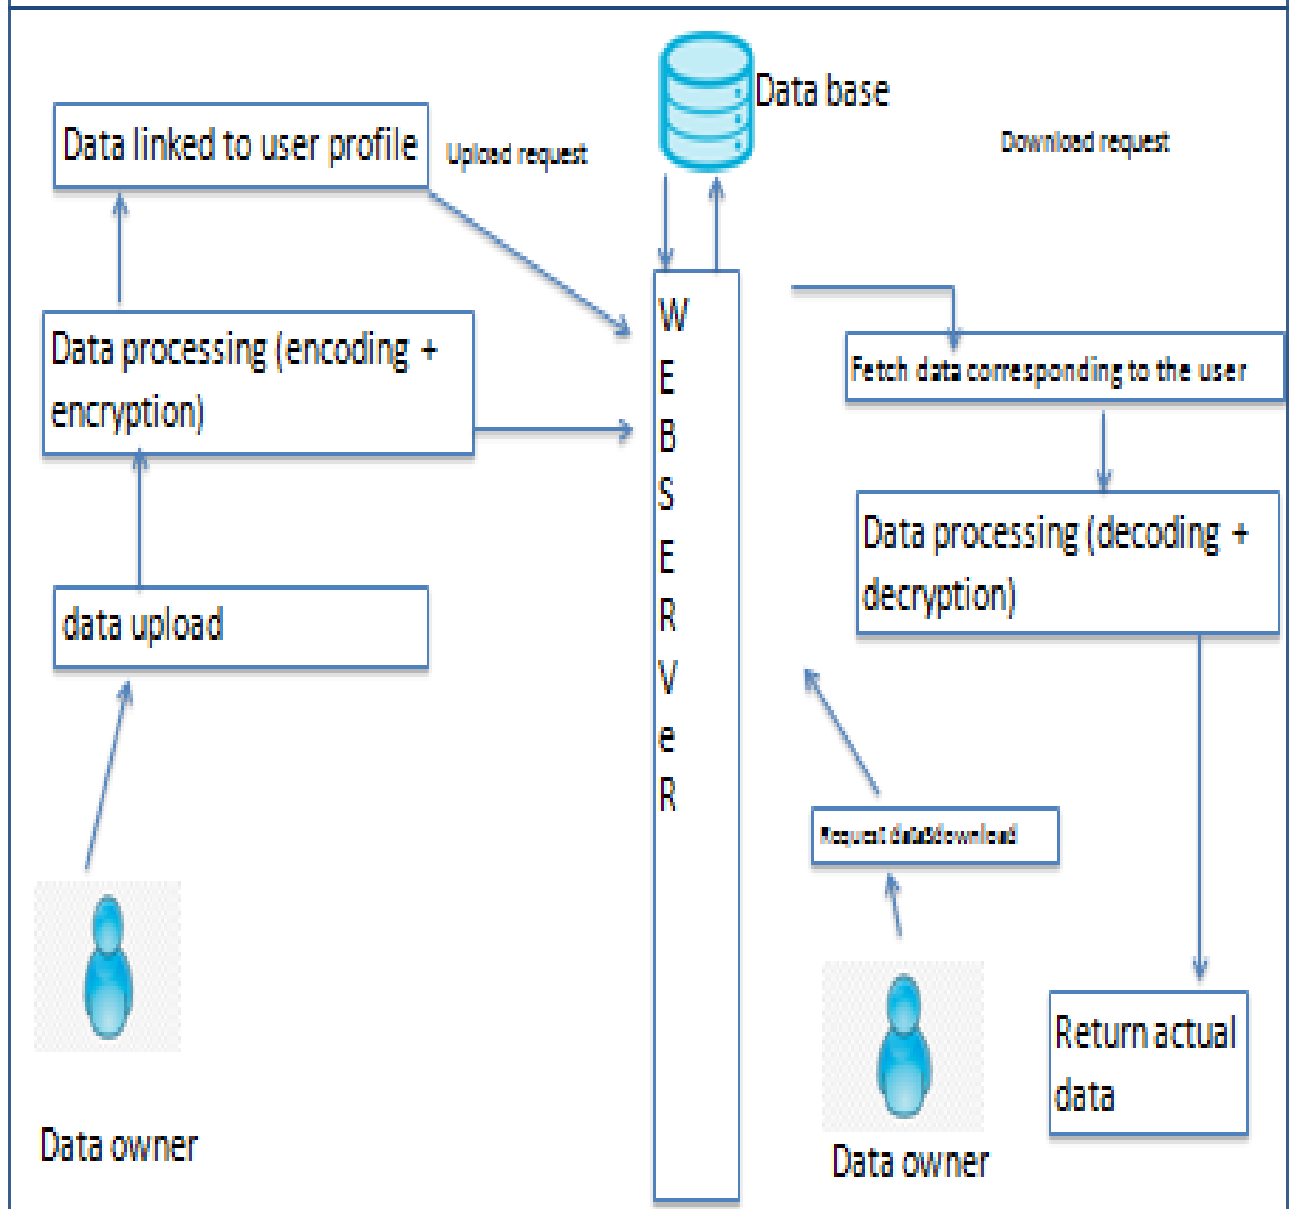 Data base
Data linked to user profile
Upload request
Download request
Data processing (encoding +
encryption)
data upload
Data owner
W
E
B
S
E
R
V
e
R
Fetch data corresponding to the user
Data processing (decoding +
decryption)
Request data&download
Data owner
Return actual
data